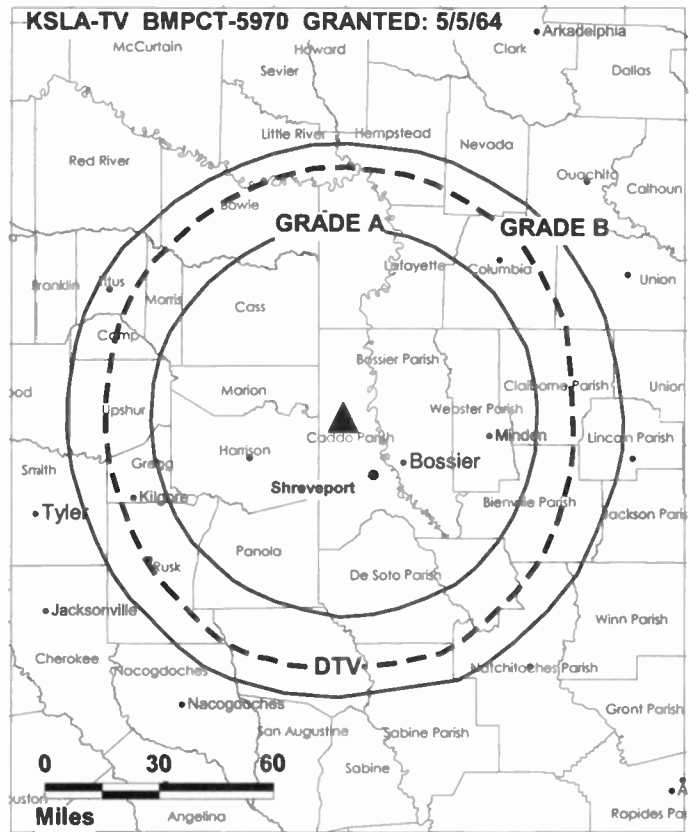 KSLA-TV BMPCT-5970 GRANTED: 5/5/64
Arkadelphia
McCurtain
Howard
Clark
Sevier
Dallas
Little River
Hempstead
Nevada
Red River
Ouachita
Calhoun
Bowie
GRADE A
GRADE B
Lafayette
Columbia
Union
Franklin
Titus
Morris
Cass
Camp
Bossier Parish
Marion
Claiborne Parish
Union
Upshur
Webster Parish
Caddo Parish
Minden
Lincoln Parish
Harrison
Bossier
Smith
Gregg
Shreveport
Kilgore
Bienville Parish
Tyler
Jackson Paris
Panola
Rusk
De Soto Parish
Jacksonville
Winn Parish
Cherokee
Nacogdoches
DTV
Natchitoches Parish
Nacogdoches
Grant Parish
San Augustine
Sabine Parish
0 30 60
Sabine
Miles
Angelina
Rapides Par